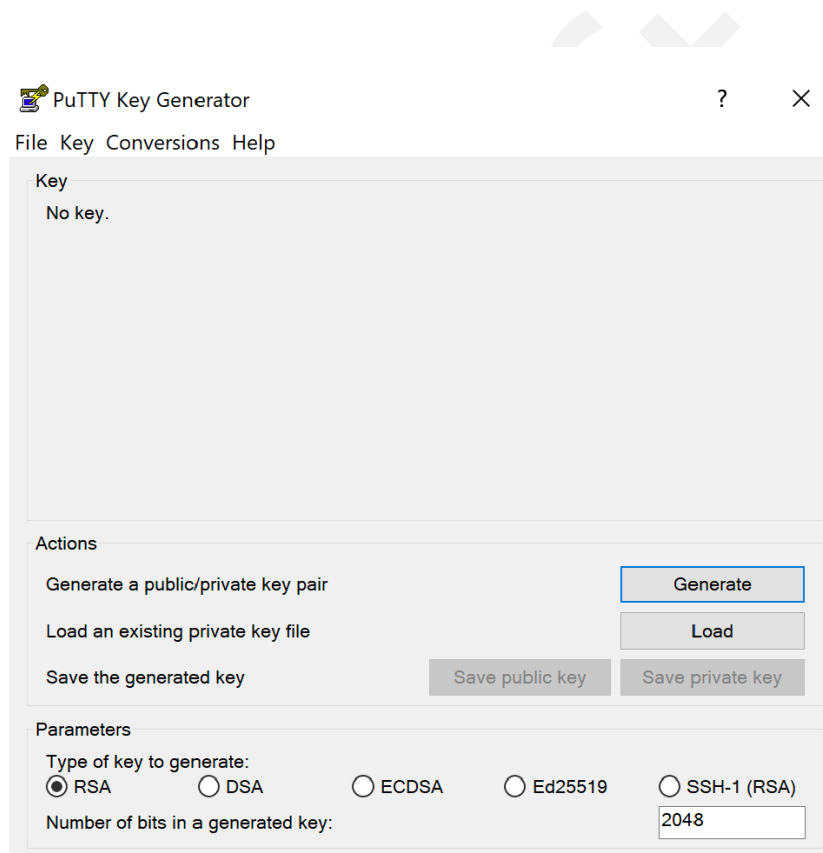 PuTTY Key Generator ? ×
File Key Conversions Help
Key
No key.
Actions
Generate a public/private key pair Generate
Load an existing private key file Load
Save the generated key Save public key Save private key
Parameters
Type of key to generate:
RSA DSA ECDSA Ed25519 SSH-1 (RSA)
Number of bits in a generated key: 2048